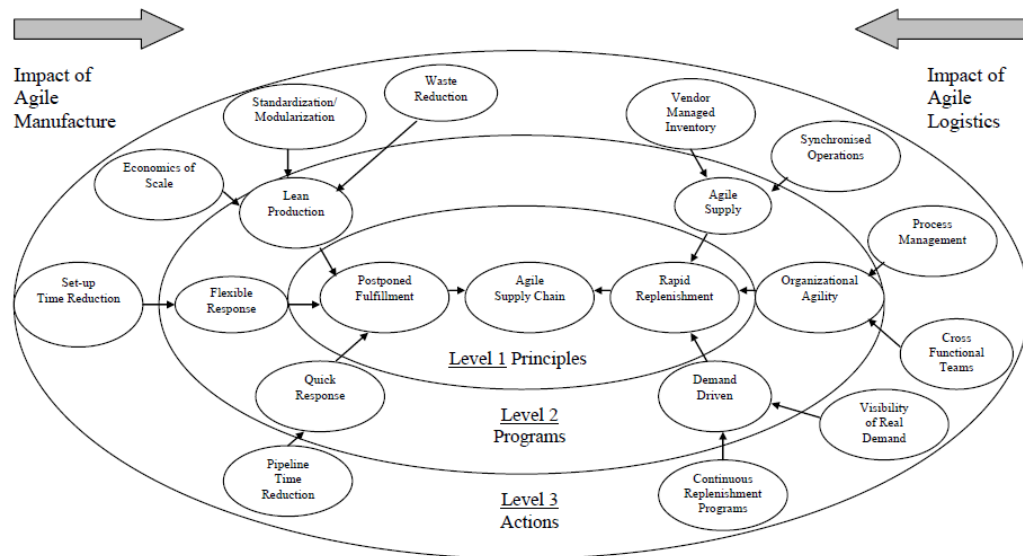 Impact of
Agile
Manufacture
Impact of
Agile
Logistics
Waste
Reduction
Standardization/
Modularization
Vendor
Managed
Inventory
Synchronised
Operations
Economics of
Scale
Lean
Production
Agile
Supply
Process
Management
Set-up
Time Reduction
Flexible
Response
Postponed
Fulfillment
Agile
Supply Chain
Rapid
Replenishment
Organizational
Agility
Level 1 Principles
Cross
Functional
Teams
Quick
Response
Demand
Driven
Level 2
Programs
Visibility
of Real
Demand
Pipeline
Time
Reduction
Continuous
Replenishment
Programs
Level 3
Actions